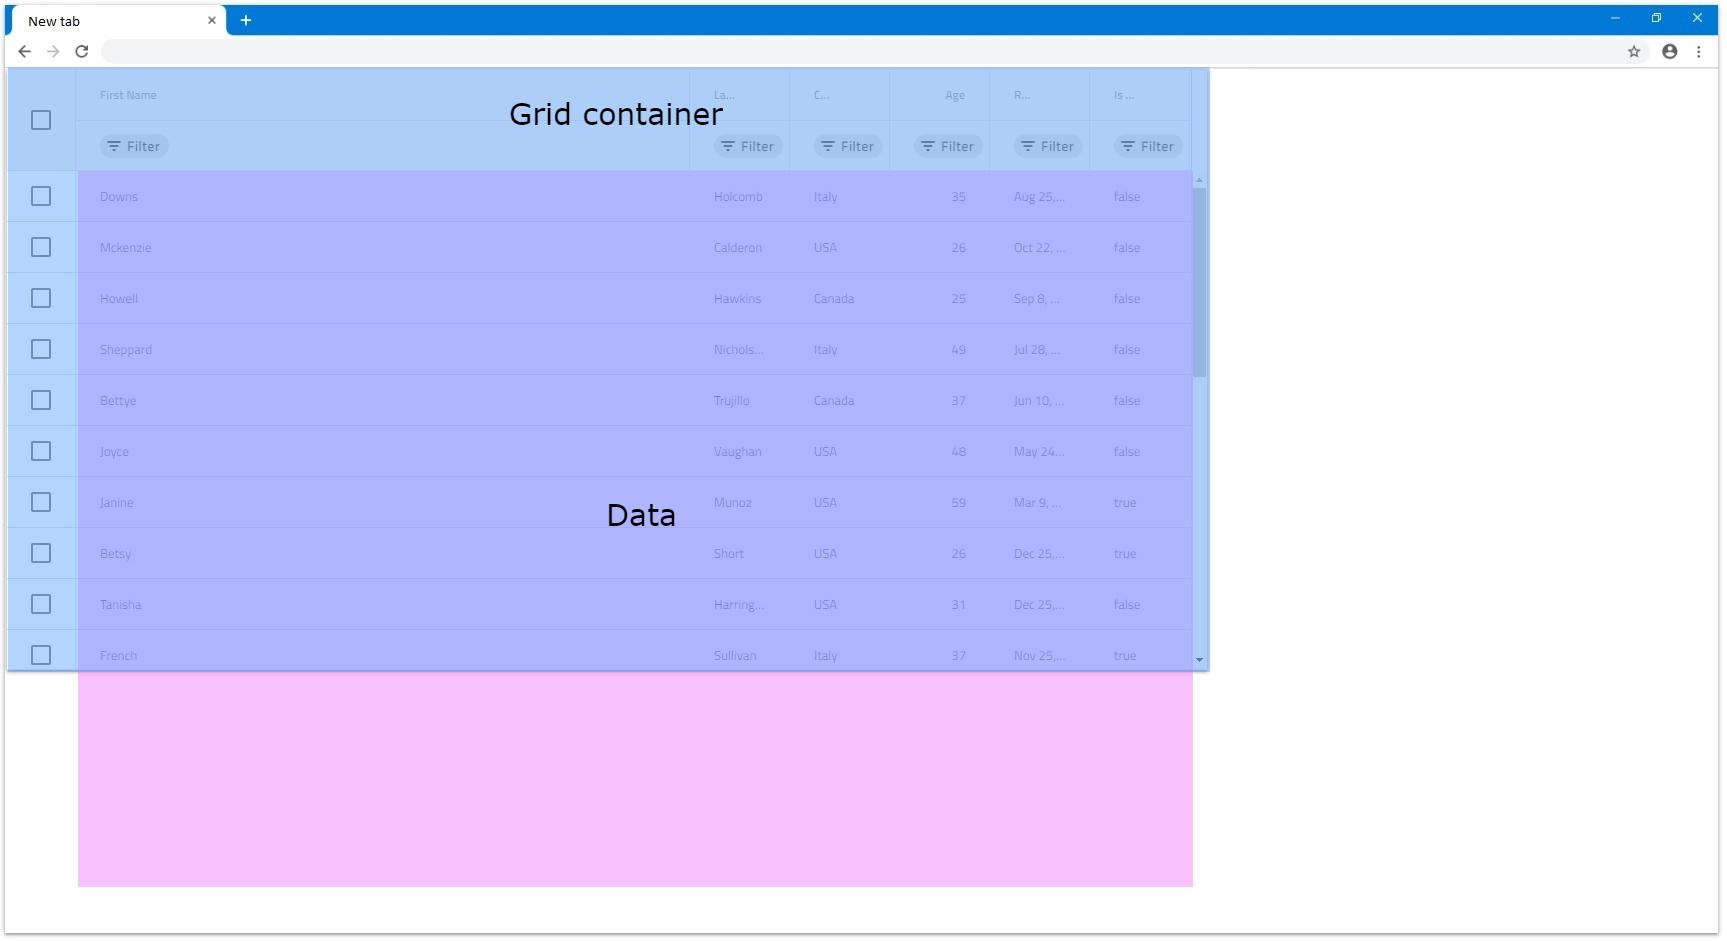 New tab
First Name La... C... Age R... Is ...
Grid container
Filter Filter Filter Filter Filter Filter
Downs Holcomb Italy 35 Aug 25,... false
Mckenzie Calderon USA 26 Oct 22, ... false
Howell Hawkins Canada 25 Sep 8, ... false
Sheppard Nichols... Italy 49 Jul 28, ... false
Bettye Trujillo Canada 37 Jun 10, ... false
Joyce Vaughan USA 48 May 24... false
Janine Munoz USA 59 Mar 9, ... true
Data
Betsy Short USA 26 Dec 25,... true
Tanisha Harring... USA 31 Dec 25,... false
French Sullivan Italy 37 Nov 25,... true